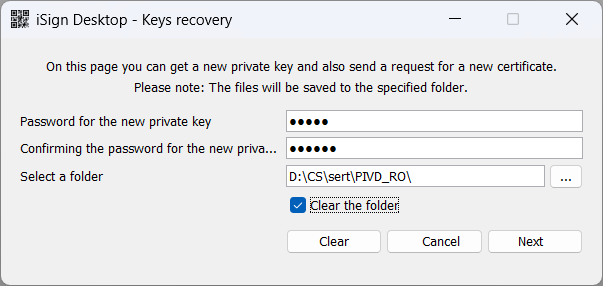 iSign Desktop - Keys recovery
On this page you can get a new private key and also send a request for a new certificate.
Please note: The files will be saved to the specified folder.
Password for the new private key
●●●●●
Confirming the password for the new priva...
●●●●●●
Select a folder
D:\CS\sert\PIVD_RO\
...
Clear the folder
Clear
Cancel
Next